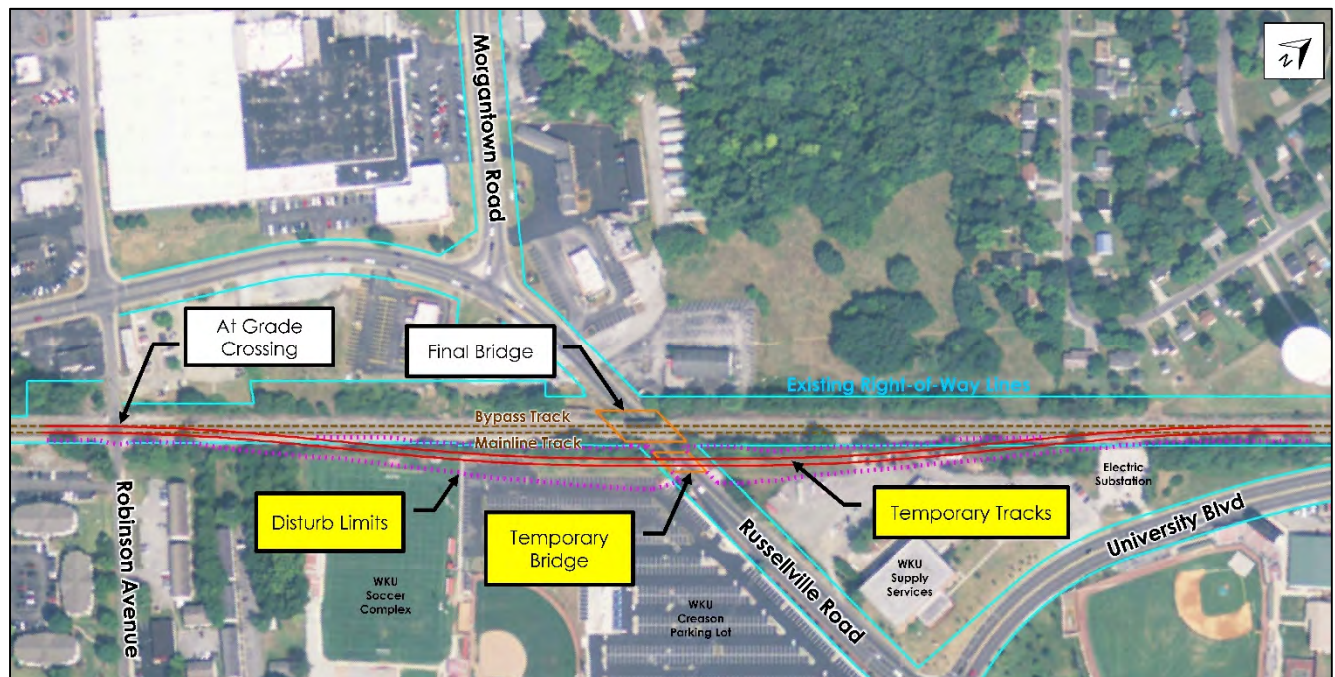 Morgantown Road
N
At Grade
Crossing
Final Bridge
Existing Right-of-Way Lines
Bypass Track
Mainline Track
Robinson Avenue
Disturb Limits
Temporary
Bridge
Temporary Tracks
Electric
Substation
University Blvd
WKU
Soccer
Complex
WKU
Creason
Parking Lot
Russellville Road
WKU
Supply
Services